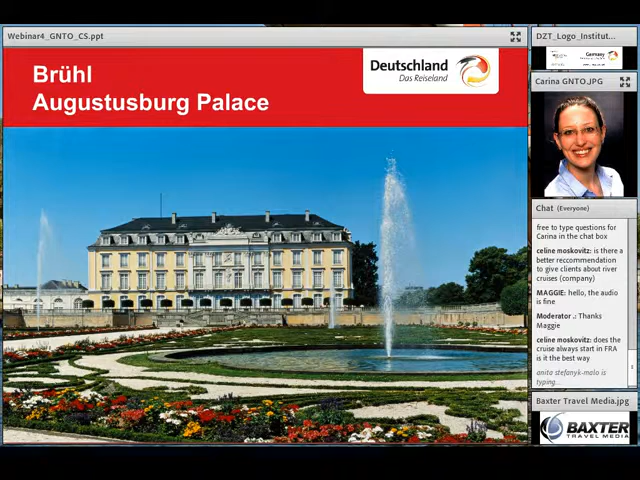 Webinar4_GNTO_CS.ppt
Brühl
Augustusburg Palace
Deutschland
Das Reiseland
DZT_Logo_Institut...
Germany
Carina GNTO.JPG
Chat (Everyone)
free to type questions for
Carina in the chat box
celine moskovitz: is there a
better reccommendation
to give clients about river
cruises (company)
MAGGIE: hello, the audio
is fine
Moderator .: Thanks
Maggie
celine moskovitz: does the
cruise always start in FRA
is it the best way
anita stefanyk-malo is
typing...
Baxter Travel Media.jpg
BAXTER
TRAVEL MEDIA